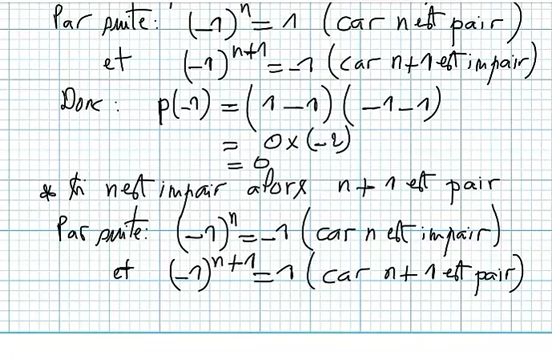 Par suite: (-1)^n = 1 (car n est pair)
et (-1)^{n+1} = -1 (car n+1 est impair)
Donc : p(-1) = (1-1)(-1-1)
= 0×(-2)
= 0
* Si n est impair alors n+1 est pair
Par suite: (-1)^n = -1 (car n est impair)
et (-1)^{n+1} = 1 (car n+1 est pair)